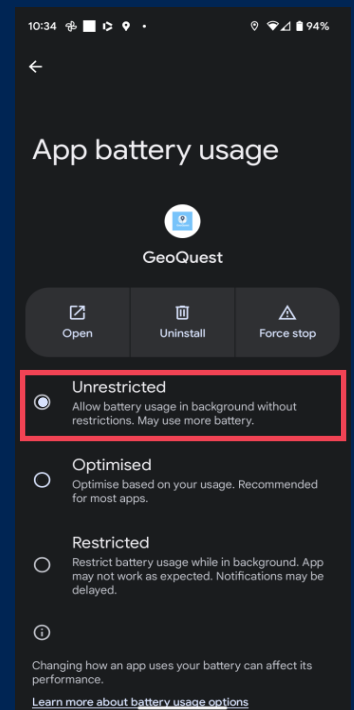 10:34 94%
App battery usage
GeoQuest
Open Uninstall Force stop
Unrestricted
Allow battery usage in background without
restrictions. May use more battery.
Optimised
Optimise based on your usage. Recommended
for most apps.
Restricted
Restrict battery usage while in background. App
may not work as expected. Notifications may be
delayed.
Changing how an app uses your battery can affect its
performance.
Learn more about battery usage options